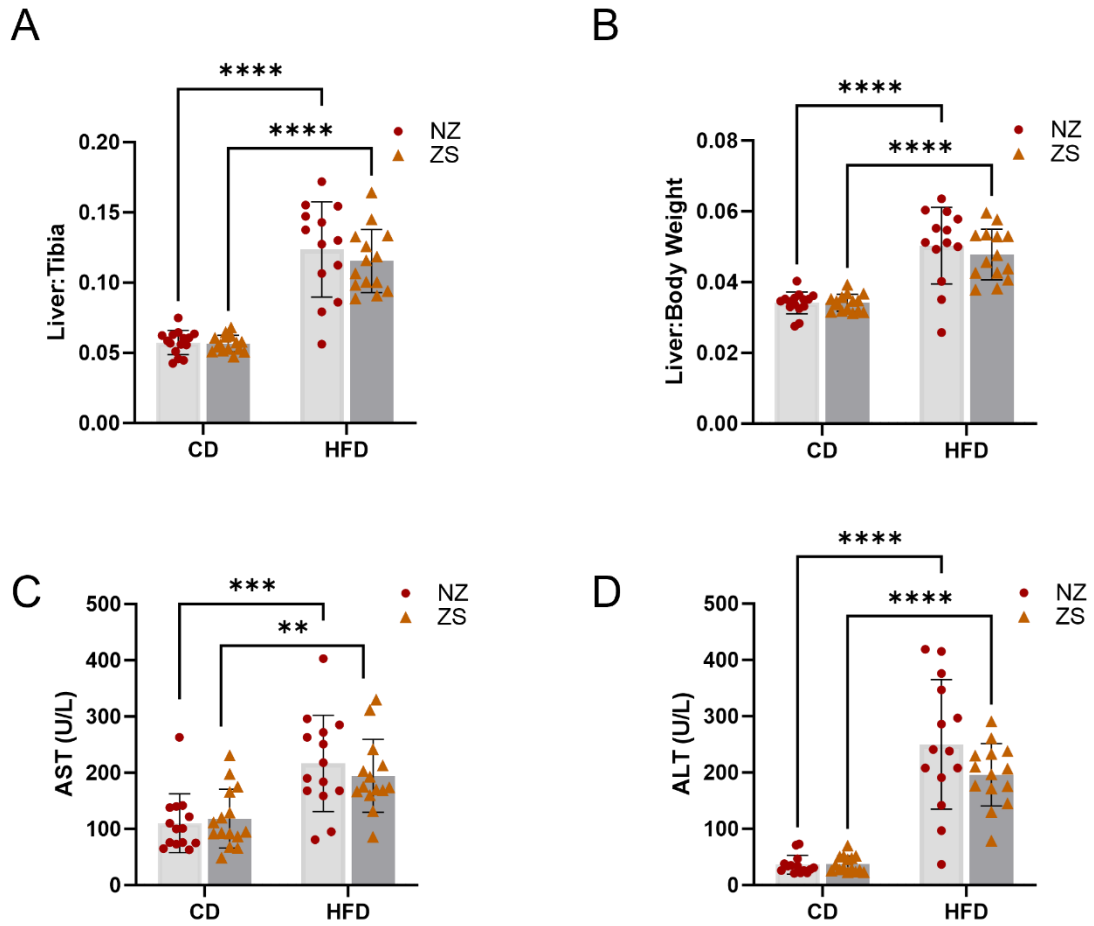 A
****
****
NZ
ZS
Liver:Tibia
0.20
0.15
0.10
0.05
0.00
CD HFD
B
****
****
NZ
ZS
Liver:Body Weight
0.08
0.06
0.04
0.02
0.00
CD HFD
C
***
**
NZ
ZS
AST (U/L)
500
400
300
200
100
0
CD HFD
D
****
****
NZ
ZS
ALT (U/L)
500
400
300
200
100
0
CD HFD